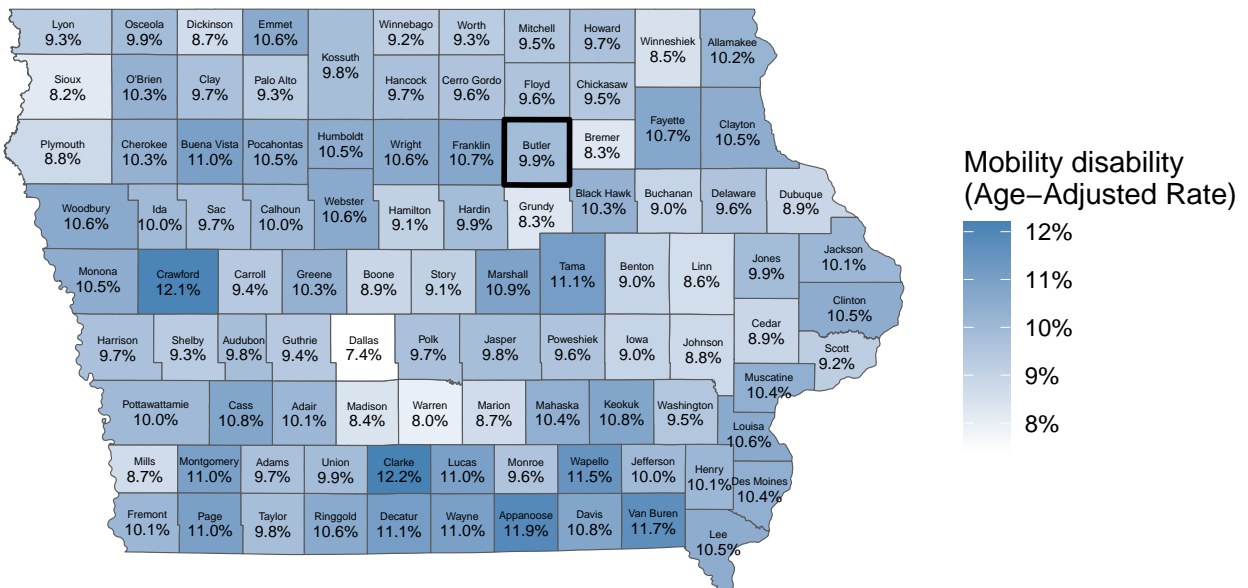 Lyon
9.3%
Osceola
9.9%
Dickinson
8.7%
Emmet
10.6%
Kossuth
9.8%
Winnebago
9.2%
Worth
9.3%
Mitchell
9.5%
Howard
9.7%
Winneshiek
8.5%
Allamakee
10.2%
Sioux
8.2%
O'Brien
10.3%
Clay
9.7%
Palo Alto
9.3%
Hancock
9.7%
Cerro Gordo
9.6%
Floyd
9.6%
Chickasaw
9.5%
Fayette
10.7%
Clayton
10.5%
Plymouth
8.8%
Cherokee
10.3%
Buena Vista
11.0%
Pocahontas
10.5%
Humboldt
10.5%
Wright
10.6%
Franklin
10.7%
Butler
9.9%
Bremer
8.3%
Woodbury
10.6%
Ida
10.0%
Sac
9.7%
Calhoun
10.0%
Webster
10.6%
Hamilton
9.1%
Hardin
9.9%
Grundy
8.3%
Black Hawk
10.3%
Buchanan
9.0%
Delaware
9.6%
Dubuque
8.9%
Monona
10.5%
Crawford
12.1%
Carroll
9.4%
Greene
10.3%
Boone
8.9%
Story
9.1%
Marshall
10.9%
Tama
11.1%
Benton
9.0%
Linn
8.6%
Jones
9.9%
Jackson
10.1%
Clinton
10.5%
Harrison
9.7%
Shelby
9.3%
Audubon
9.8%
Guthrie
9.4%
Dallas
7.4%
Polk
9.7%
Jasper
9.8%
Poweshiek
9.6%
Iowa
9.0%
Johnson
8.8%
Cedar
8.9%
Scott
9.2%
Muscatine
10.4%
Pottawattamie
10.0%
Cass
10.8%
Adair
10.1%
Madison
8.4%
Warren
8.0%
Marion
8.7%
Mahaska
10.4%
Keokuk
10.8%
Washington
9.5%
Louisa
10.6%
Mills
8.7%
Montgomery
11.0%
Adams
9.7%
Union
9.9%
Clarke
12.2%
Lucas
11.0%
Monroe
9.6%
Wapello
11.5%
Jefferson
10.0%
Henry
10.1%
Des Moines
10.4%
Fremont
10.1%
Page
11.0%
Taylor
9.8%
Ringgold
10.6%
Decatur
11.1%
Wayne
11.0%
Appanoose
11.9%
Davis
10.8%
Van Buren
11.7%
Lee
10.5%
Mobility disability
(Age−Adjusted Rate)
12%
11%
10%
9%
8%